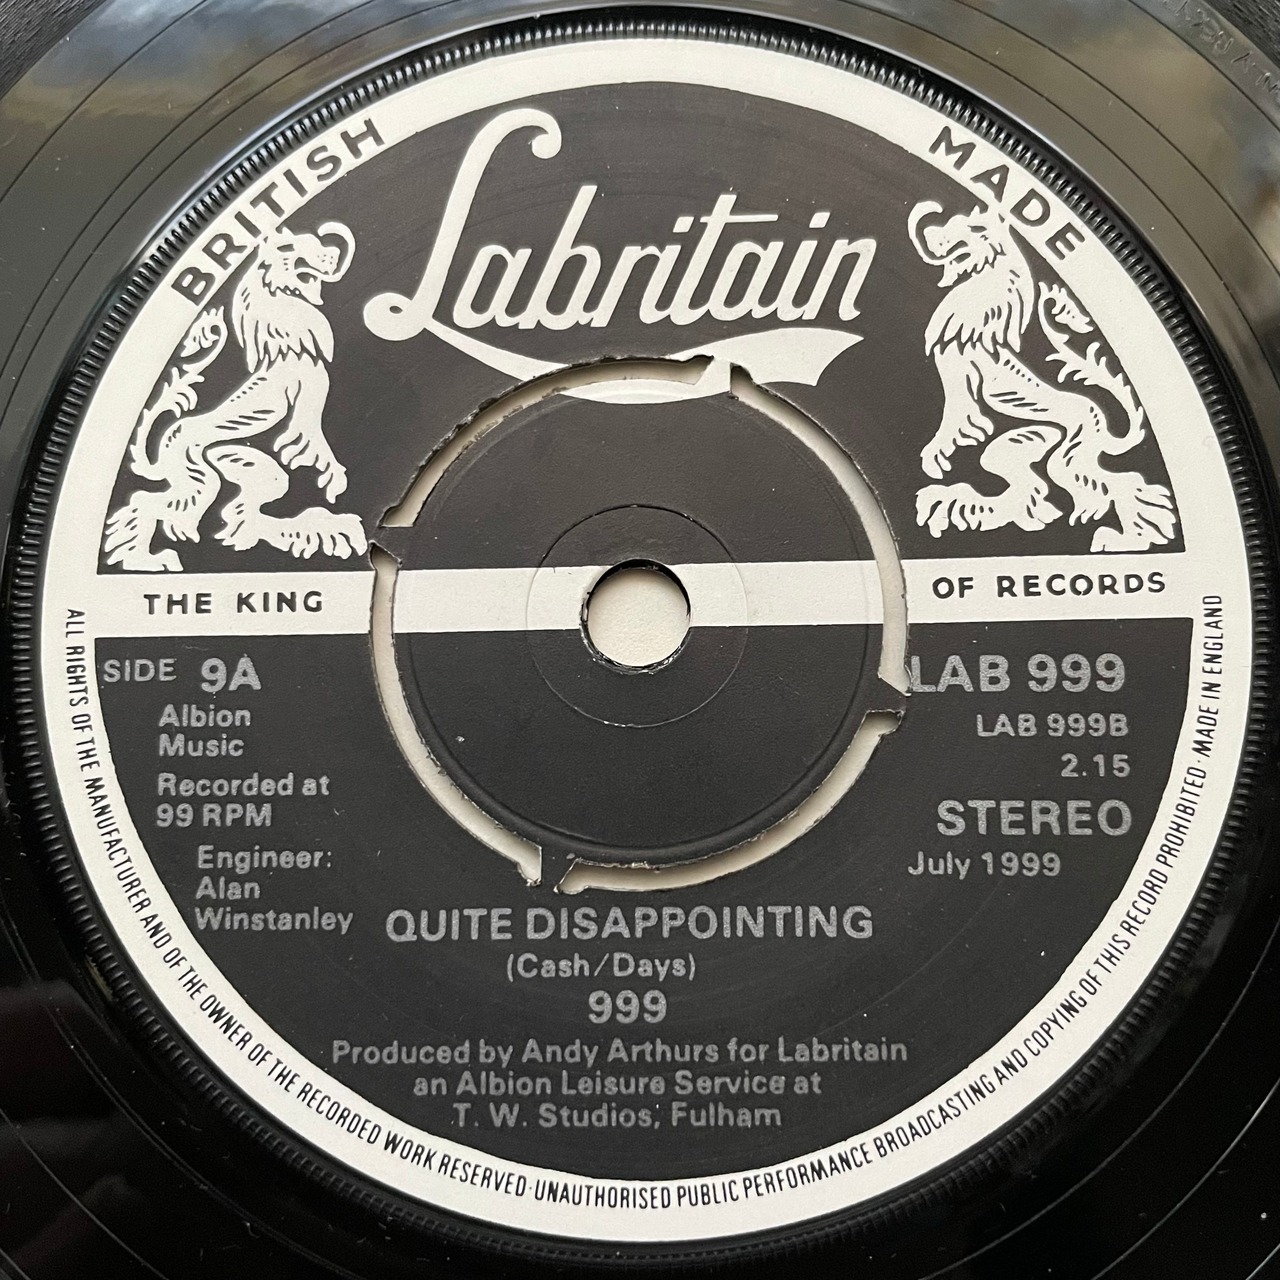 BRITISH MADE
Labritain
THE KING OF RECORDS
SIDE 9A
Albion
Music
Recorded at
99 RPM
Engineer:
Alan
Winstanley
LAB 999
LAB 999B
2.15
STEREO
July 1999
QUITE DISAPPOINTING
(Cash/Days)
999
Produced by Andy Arthurs for Labritain
an Albion Leisure Service at
T. W. Studios, Fulham
ALL RIGHTS OF THE MANUFACTURER AND OF THE OWNER OF THE RECORDED WORK RESERVED · UNAUTHORISED PUBLIC PERFORMANCE BROADCASTING AND COPYING OF THIS RECORD PROHIBITED · MADE IN ENGLAND